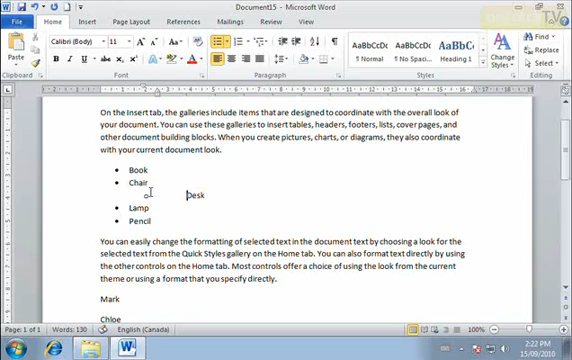 Document15 - Microsoft Word
File Home Insert Page Layout References Mailings Review View
Calibri (Body) 11
AaBbCcDc AaBbCcDc AaBbCc
¶ Normal ¶ No Spaci... Heading 1
Change Styles
Find
Replace
Select
Paste
Clipboard Font Paragraph Styles Editing
On the Insert tab, the galleries include items that are designed to coordinate with the overall look of
your document. You can use these galleries to insert tables, headers, footers, lists, cover pages, and
other document building blocks. When you create pictures, charts, or diagrams, they also coordinate
with your current document look.
• Book
• Chair
o Desk
• Lamp
• Pencil
You can easily change the formatting of selected text in the document text by choosing a look for the
selected text from the Quick Styles gallery on the Home tab. You can also format text directly by using
the other controls on the Home tab. Most controls offer a choice of using the look from the current
theme or using a format that you specify directly.
Mark
Chloe
Page: 1 of 1 Words: 130 English (Canada) 100%
2:22 PM
15/09/2010